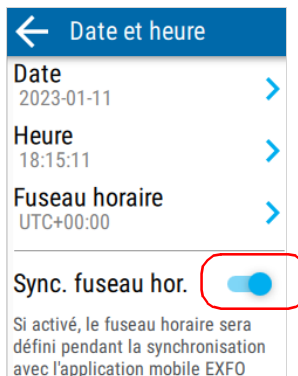 Date et heure
Date
2023-01-11
Heure
18:15:11
Fuseau horaire
UTC+00:00
Sync. fuseau hor.
Si activé, le fuseau horaire sera
défini pendant la synchronisation
avec l'application mobile EXFO